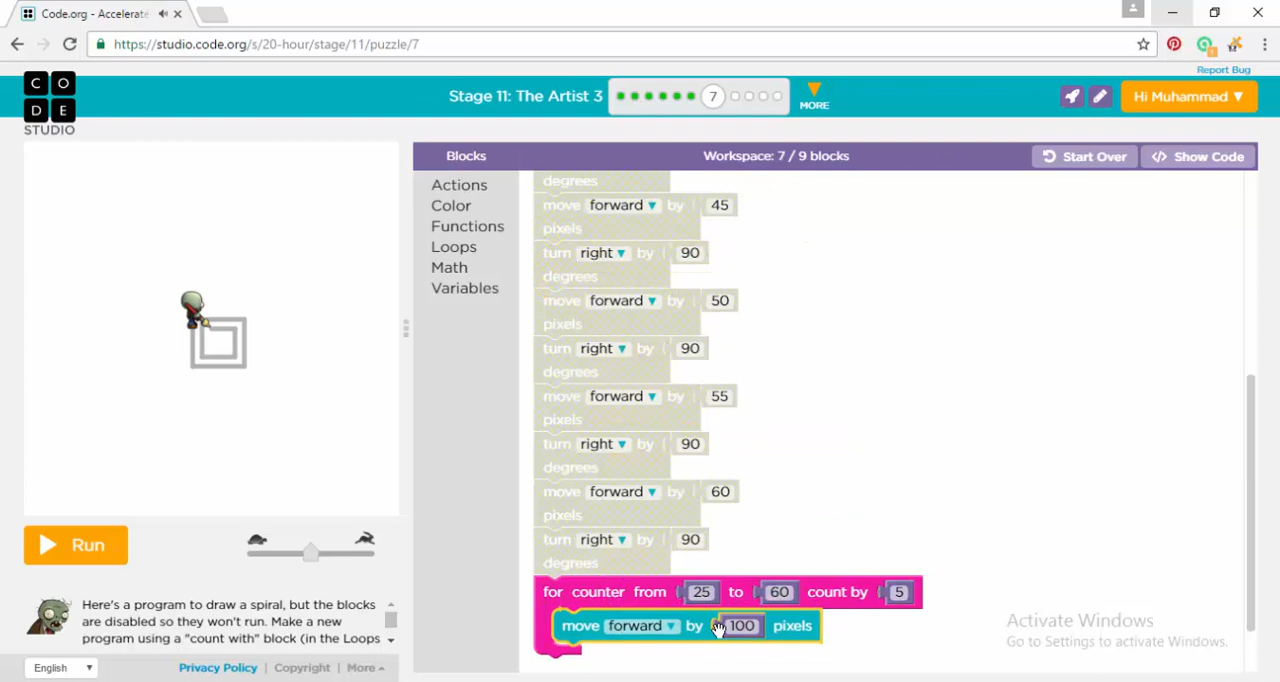 Code.org - Accelerate
https://studio.code.org/s/20-hour/stage/11/puzzle/7
Report Bug
C O
D E
STUDIO
Stage 11: The Artist 3
7
MORE
Hi Muhammad ▼
Blocks
Workspace: 7 / 9 blocks
Start Over
</> Show Code
Actions
Color
Functions
Loops
Math
Variables
degrees
move forward ▼ by 45
pixels
turn right ▼ by 90
degrees
move forward ▼ by 50
pixels
turn right ▼ by 90
degrees
move forward ▼ by 55
pixels
turn right ▼ by 90
degrees
move forward ▼ by 60
pixels
turn right ▼ by 90
degrees
for counter from 25 to 60 count by 5
move forward ▼ by 100 pixels
Run
Here's a program to draw a spiral, but the blocks
are disabled so they won't run. Make a new
program using a "count with" block (in the Loops
English ▼
Privacy Policy | Copyright | More
Activate Windows
Go to Settings to activate Windows.